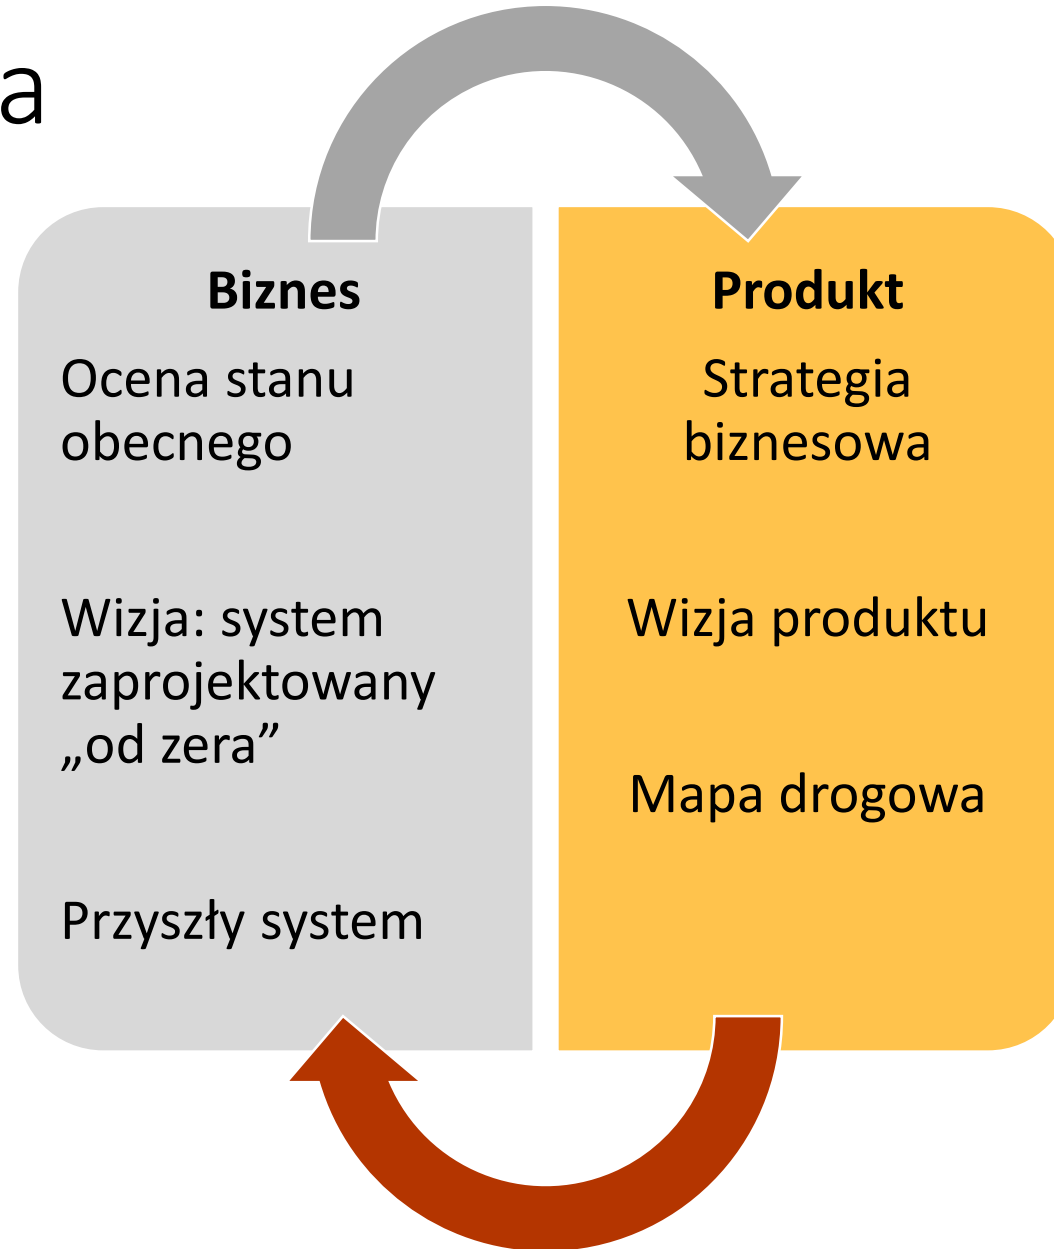 a
Biznes
Ocena stanu
obecnego
Wizja: system
zaprojektowany
„od zera”
Przyszły system
Produkt
Strategia
biznesowa
Wizja produktu
Mapa drogowa